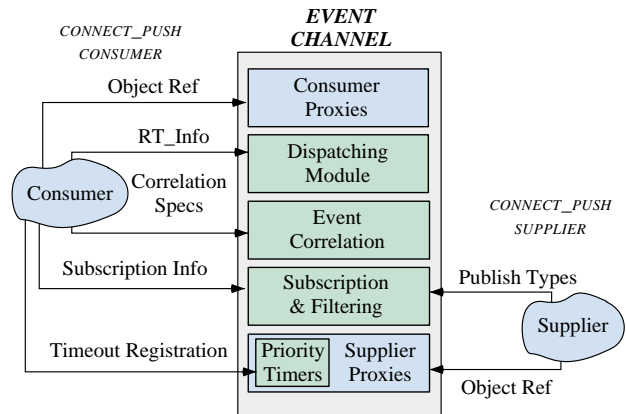 EVENT
CHANNEL
CONNECT_PUSH
CONSUMER
Object Ref
Consumer
Proxies
RT_Info
Dispatching
Module
Consumer
Correlation
Specs
Event
Correlation
CONNECT_PUSH
SUPPLIER
Subscription Info
Subscription
& Filtering
Publish Types
Supplier
Timeout Registration
Priority
Timers
Supplier
Proxies
Object Ref